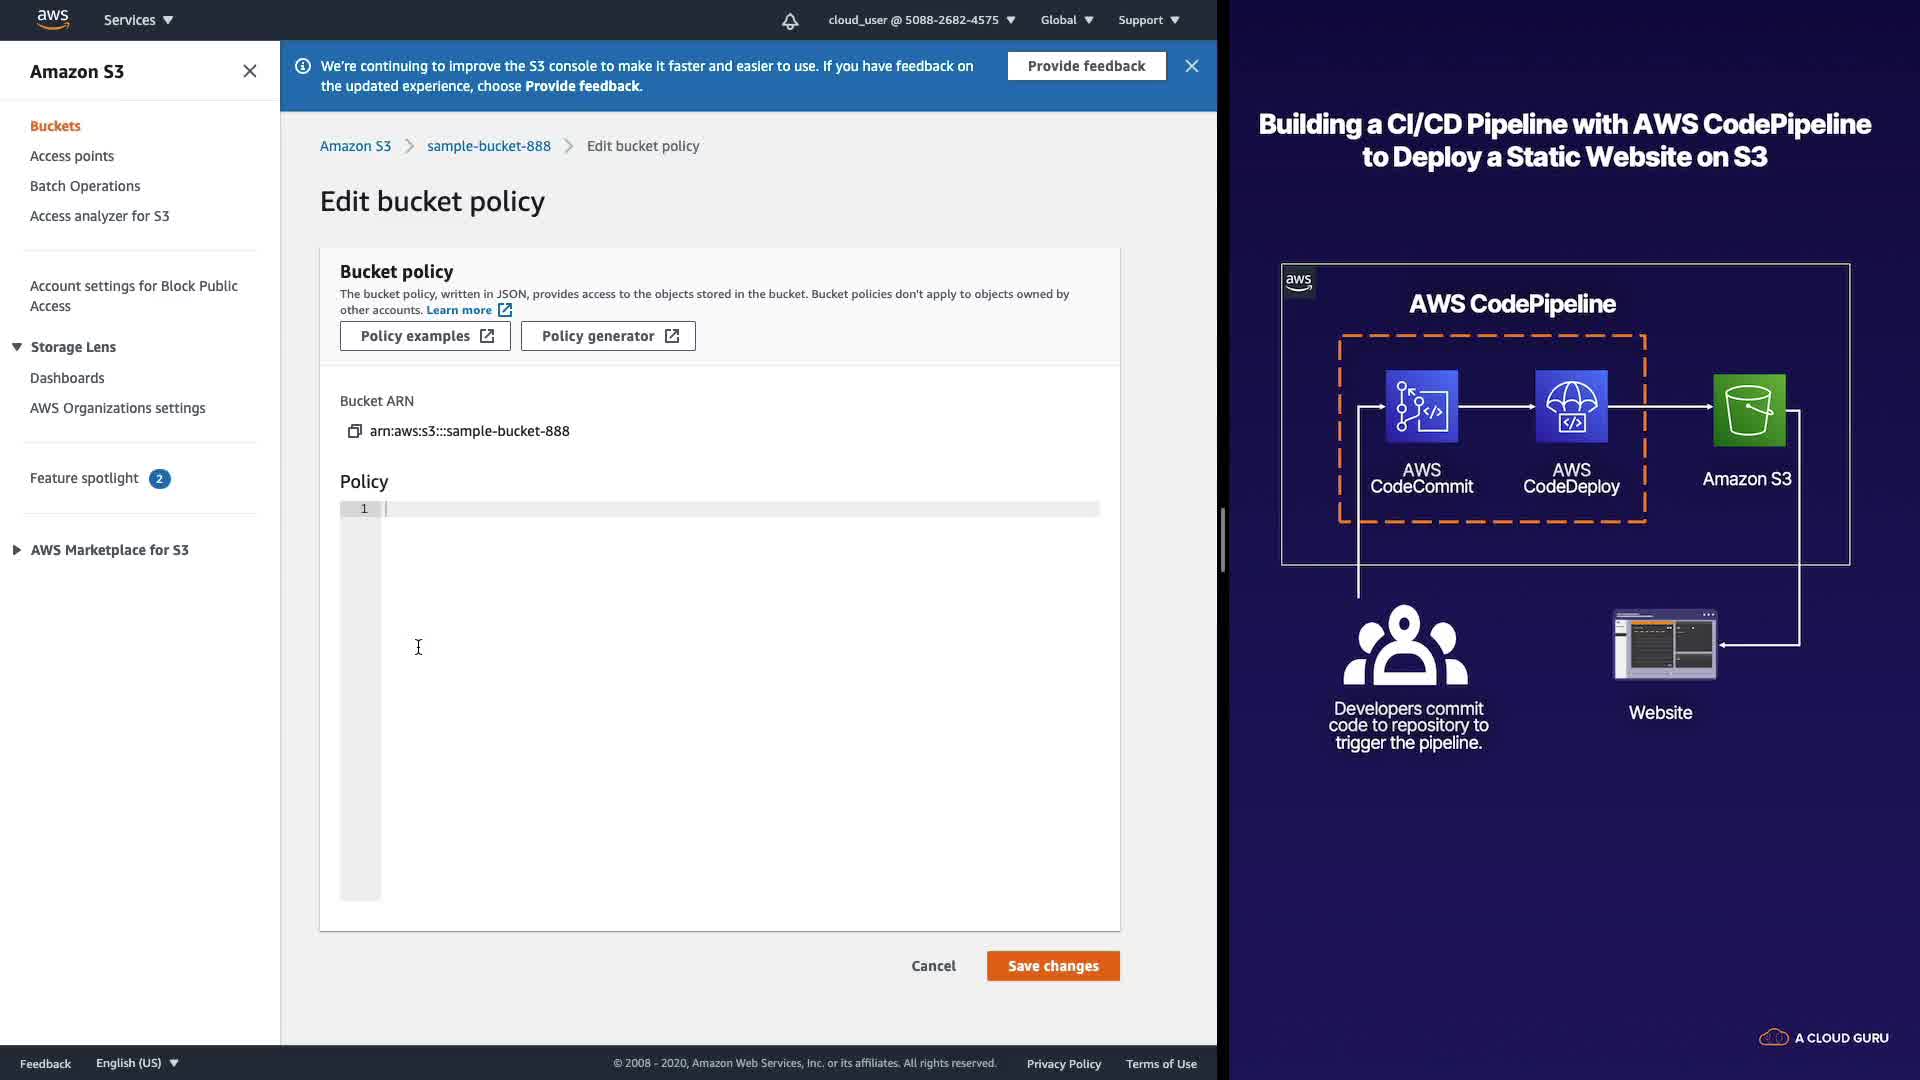 aws
Services
cloud_user @ 5088-2682-4575
Global
Support
Amazon S3
Buckets
Access points
Batch Operations
Access analyzer for S3
Account settings for Block Public
Access
Storage Lens
Dashboards
AWS Organizations settings
Feature spotlight 2
AWS Marketplace for S3
We're continuing to improve the S3 console to make it faster and easier to use. If you have feedback on
the updated experience, choose Provide feedback.
Provide feedback
Amazon S3
sample-bucket-888
Edit bucket policy
Edit bucket policy
Bucket policy
The bucket policy, written in JSON, provides access to the objects stored in the bucket. Bucket policies don't apply to objects owned by
other accounts. Learn more
Policy examples
Policy generator
Bucket ARN
arn:aws:s3:::sample-bucket-888
Policy
1
Cancel
Save changes
Feedback
English (US)
© 2008 - 2020, Amazon Web Services, Inc. or its affiliates. All rights reserved.
Privacy Policy
Terms of Use
Building a CI/CD Pipeline with AWS CodePipeline
to Deploy a Static Website on S3
aws
AWS CodePipeline
AWS
CodeCommit
AWS
CodeDeploy
Amazon S3
Developers commit
code to repository to
trigger the pipeline.
Website
A CLOUD GURU